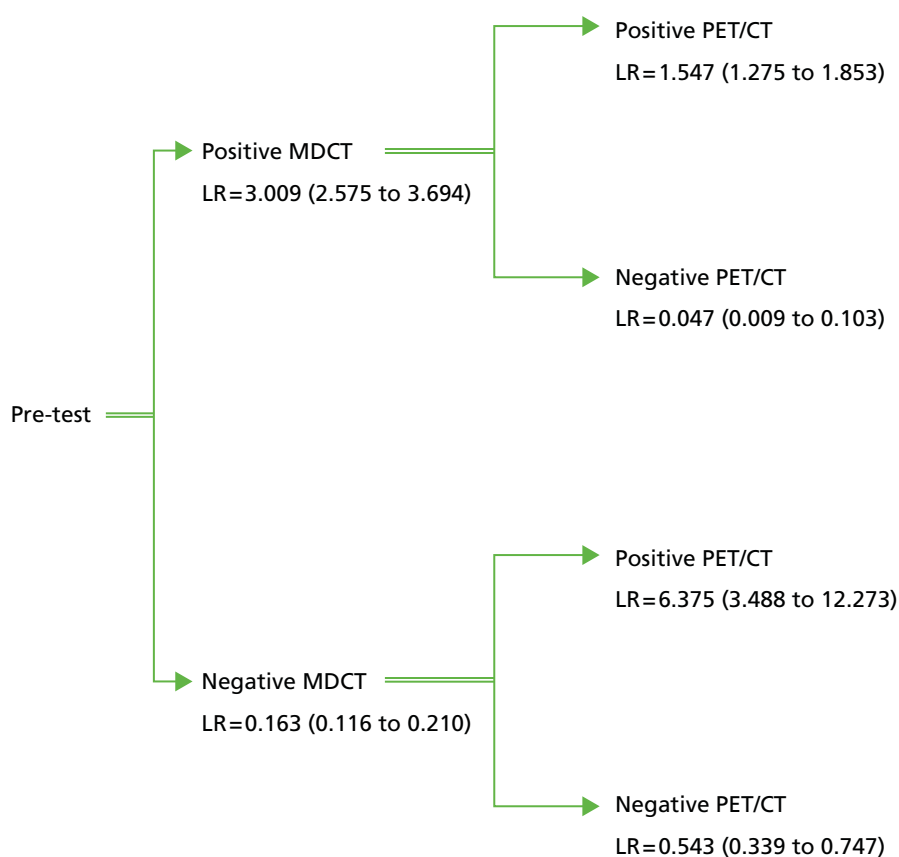 Positive PET/CT
LR=1.547 (1.275 to 1.853)
Positive MDCT
LR=3.009 (2.575 to 3.694)
Negative PET/CT
LR=0.047 (0.009 to 0.103)
Pre-test
Positive PET/CT
LR=6.375 (3.488 to 12.273)
Negative MDCT
LR=0.163 (0.116 to 0.210)
Negative PET/CT
LR=0.543 (0.339 to 0.747)